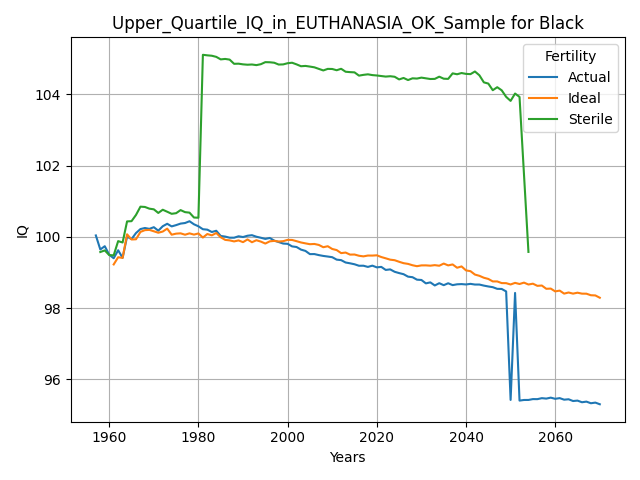 Upper_Quartile_IQ_in_EUTHANASIA_OK_Sample for Black
Fertility
Actual
Ideal
Sterile
104
102
100
98
96
IQ
1960
1980
2000
2020
2040
2060
Years